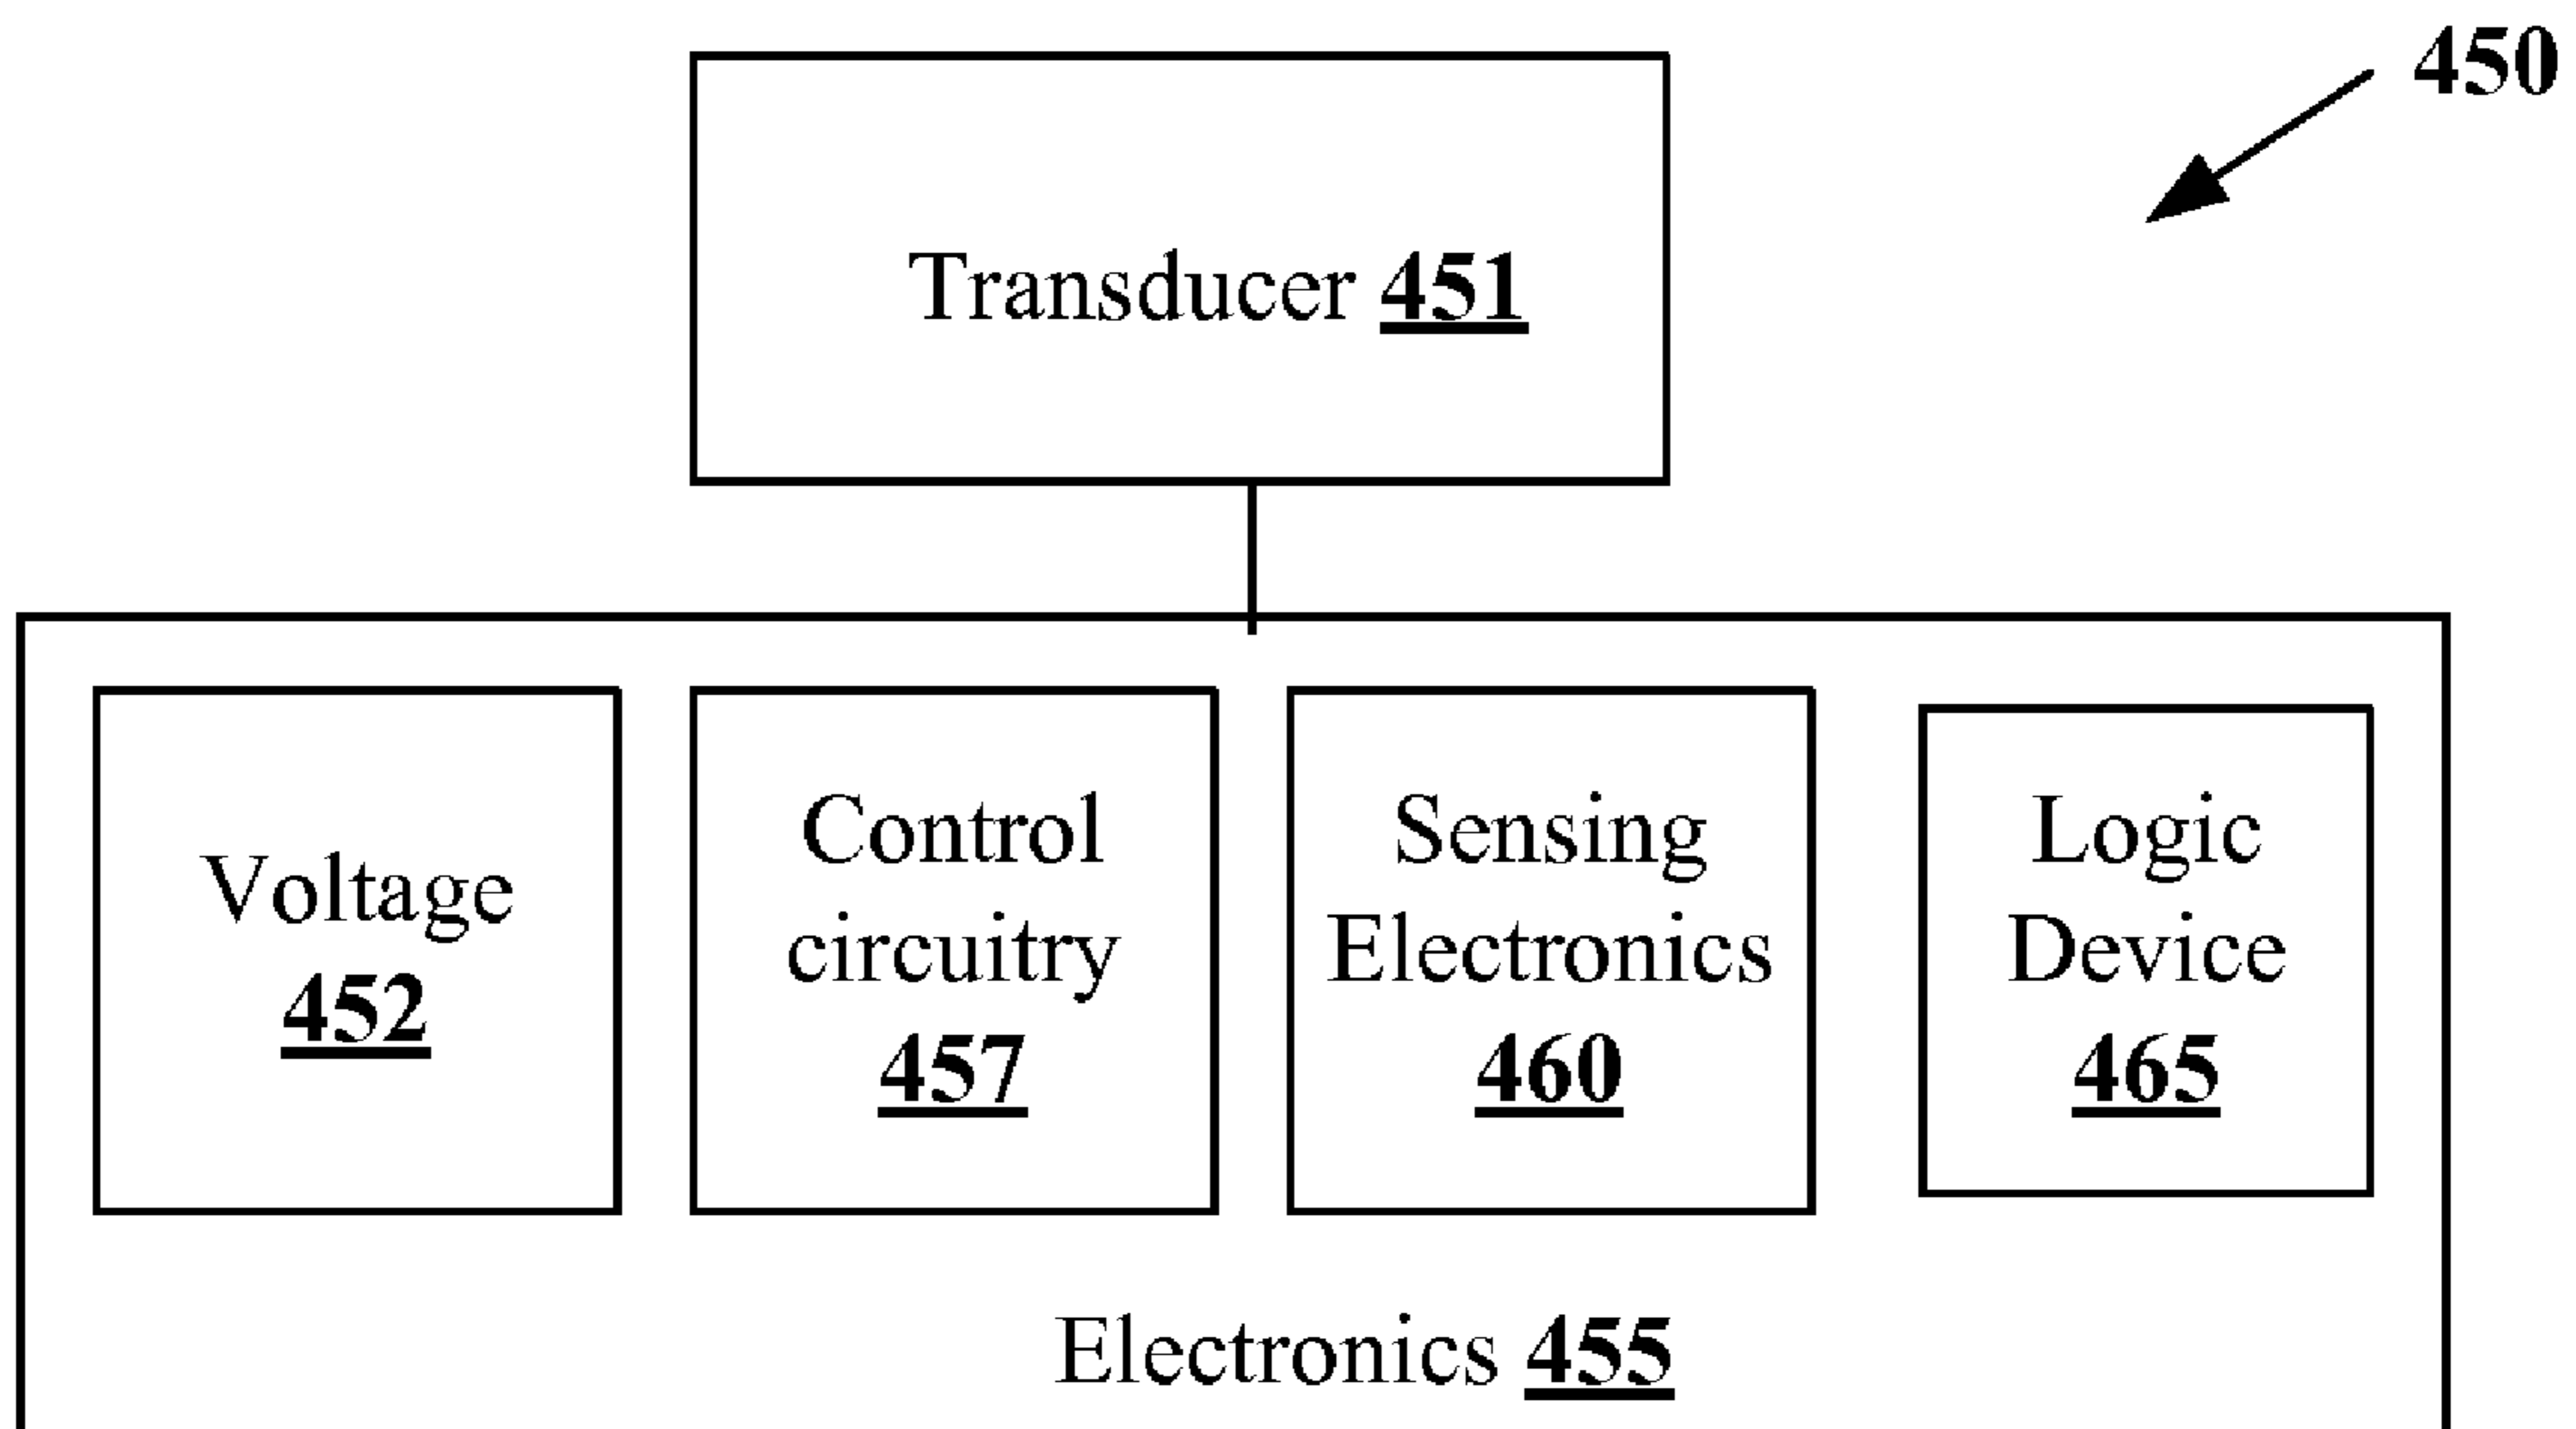 450
Transducer 451
Voltage
452
Control
circuitry
457
Sensing
Electronics
460
Logic
Device
465
Electronics 455